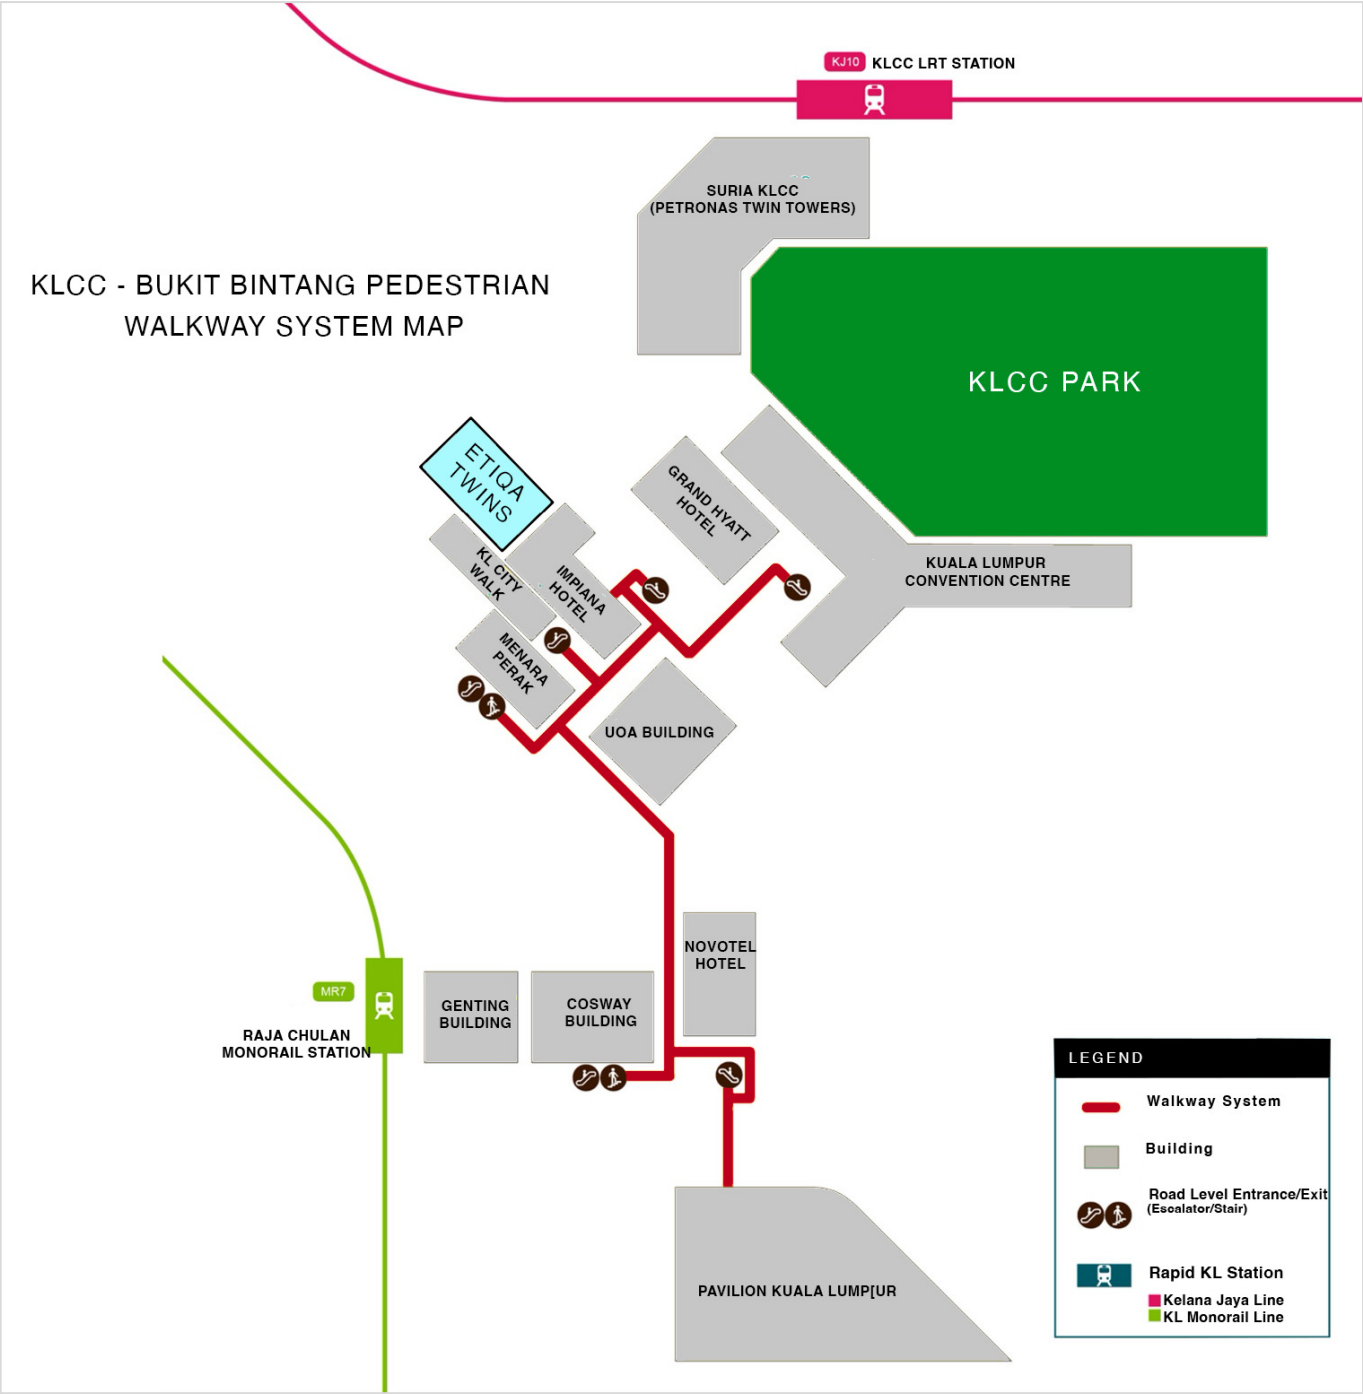 KJ10 KLCC LRT STATION
SURIA KLCC
(PETRONAS TWIN TOWERS)
KLCC - BUKIT BINTANG PEDESTRIAN
WALKWAY SYSTEM MAP
KLCC PARK
ETIQA
TWINS
GRAND HYATT
HOTEL
KL CITY
WALK
IMPIANA
HOTEL
KUALA LUMPUR
CONVENTION CENTRE
MENARA
PERAK
UOA BUILDING
NOVOTEL
HOTEL
MR7
GENTING
BUILDING
COSWAY
BUILDING
RAJA CHULAN
MONORAIL STATION
LEGEND
Walkway System
Building
Road Level Entrance/Exit
(Escalator/Stair)
Rapid KL Station
Kelana Jaya Line
KL Monorail Line
PAVILION KUALA LUMP[UR